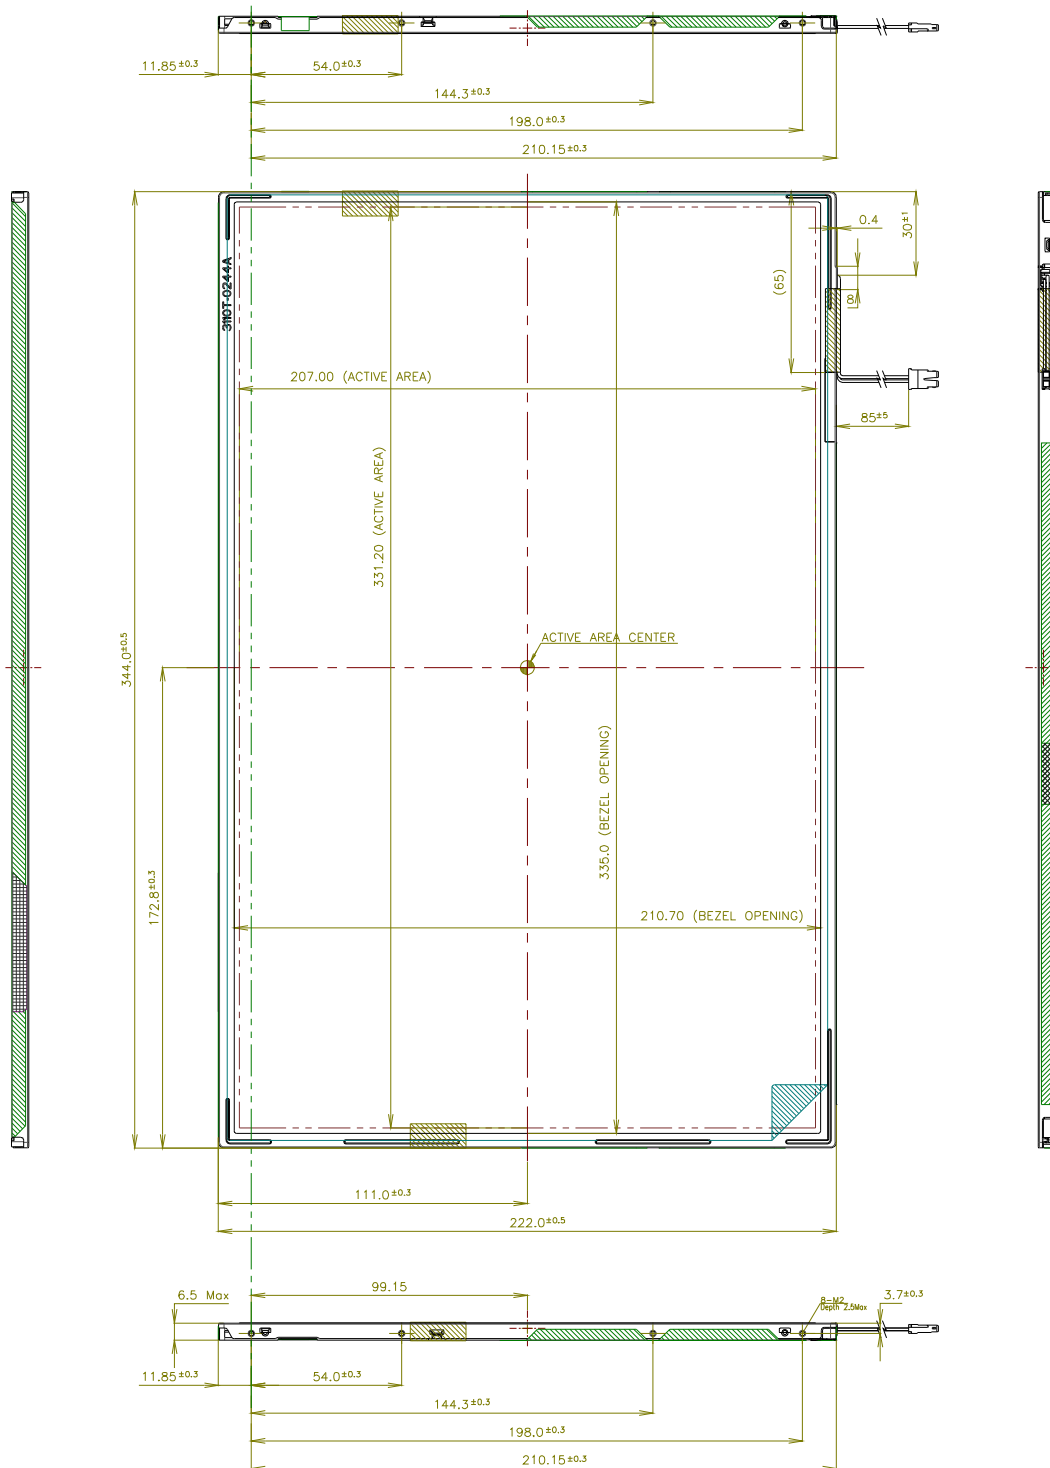 11.85±0.3
54.0±0.3
144.3±0.3
198.0±0.3
210.15±0.3
0.4
30±1
(65)
18
3110T-0244A
207.00 (ACTIVE AREA)
85±5
331.20 (ACTIVE AREA)
ACTIVE AREA CENTER
344.0±0.5
335.0 (BEZEL OPENING)
172.8±0.3
210.70 (BEZEL OPENING)
111.0±0.3
222.0±0.5
99.15
6.5 Max
8-M2
Depth 2.5Max
3.7±0.3
11.85±0.3
54.0±0.3
144.3±0.3
198.0±0.3
210.15±0.3